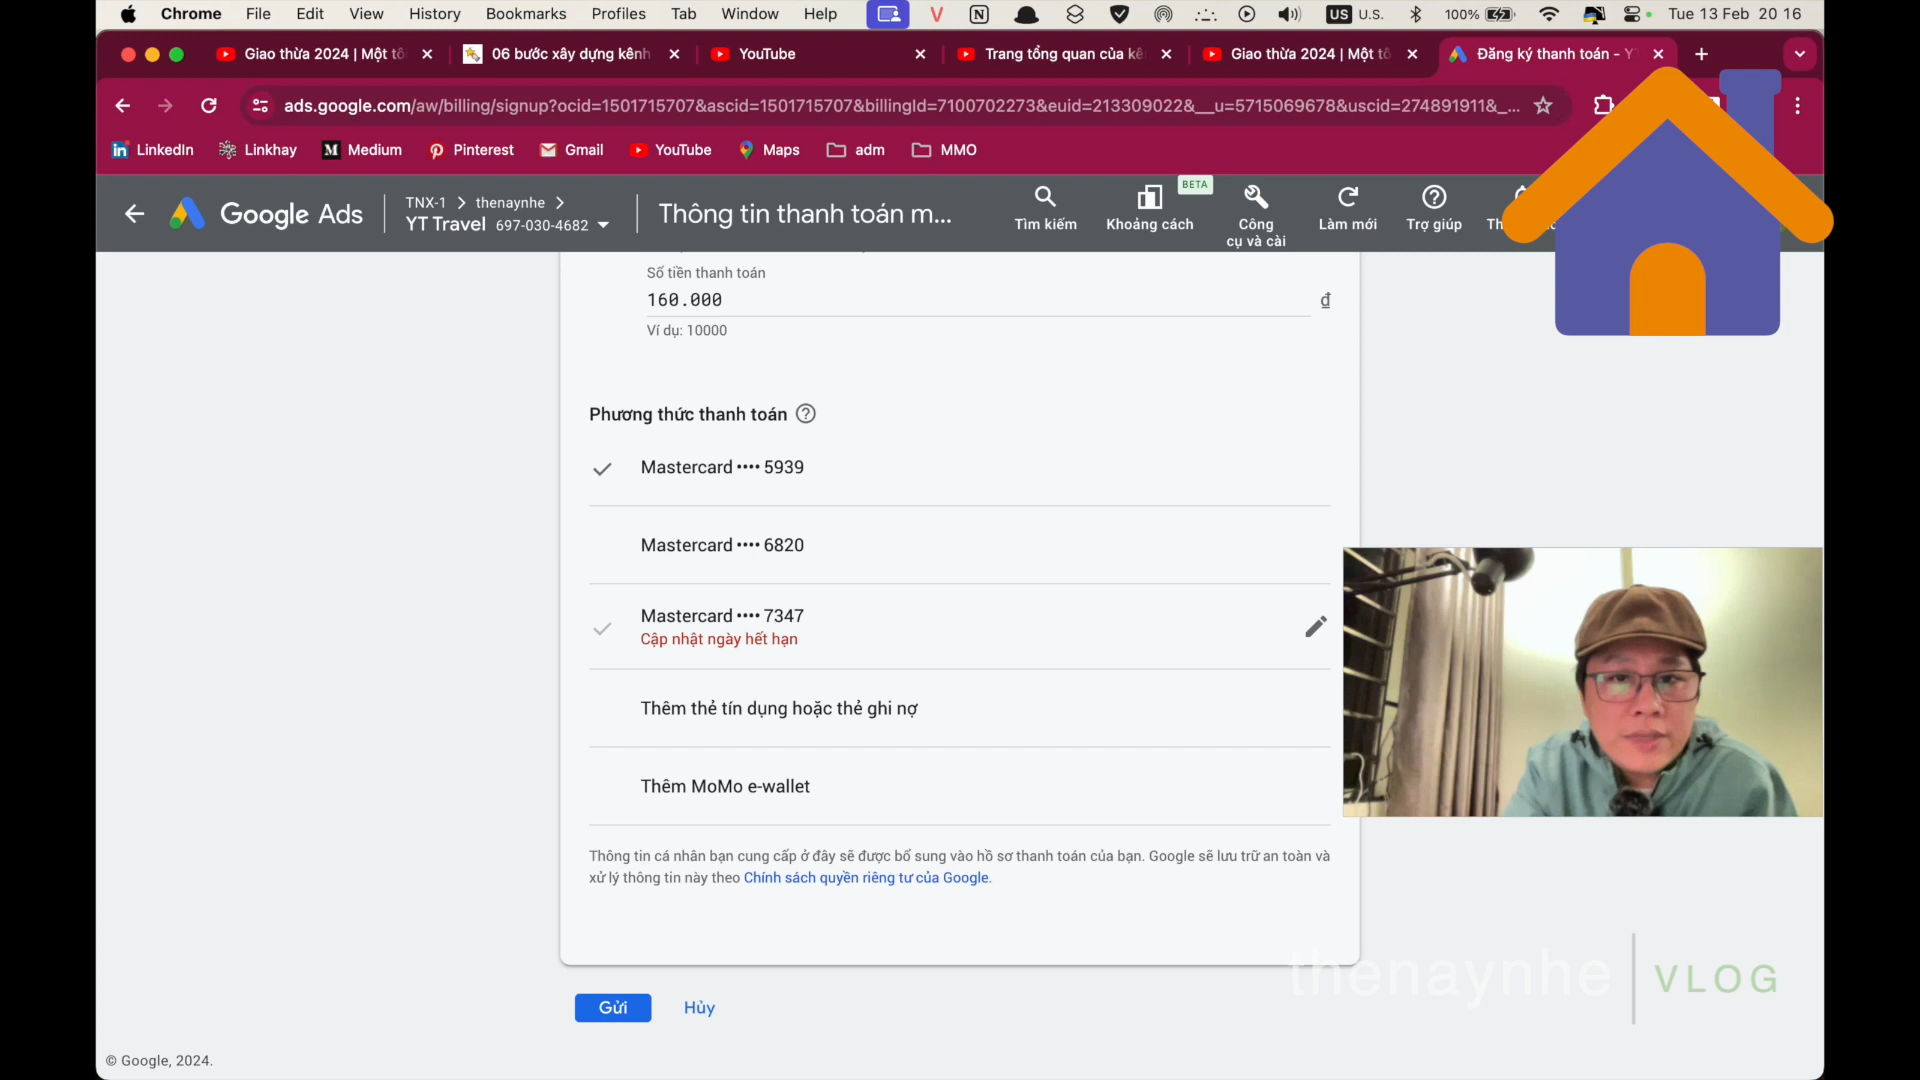 Chrome File Edit View History Bookmarks Profiles Tab Window Help US U.S. 100% Tue 13 Feb 20 16
Giao thừa 2024 | Một tô 06 bước xây dựng kênh YouTube Trang tổng quan của kê Giao thừa 2024 | Một tô Đăng ký thanh toán - Y
ads.google.com/aw/billing/signup?ocid=1501715707&ascid=1501715707&billingId=7100702273&euid=213309022&__u=5715069678&uscid=274891911&_...
LinkedIn Linkhay Medium Pinterest Gmail YouTube Maps adm MMO
Google Ads
TNX-1 > thenaynhe >
YT Travel 697-030-4682
Thông tin thanh toán m...
Tìm kiếm
Khoảng cách
BETA
Công
cụ và cài
Làm mới
Trợ giúp
Số tiền thanh toán
160.000 ₫
Ví dụ: 10000
Phương thức thanh toán
Mastercard •••• 5939
Mastercard •••• 6820
Mastercard •••• 7347
Cập nhật ngày hết hạn
Thêm thẻ tín dụng hoặc thẻ ghi nợ
Thêm MoMo e-wallet
Thông tin cá nhân bạn cung cấp ở đây sẽ được bổ sung vào hồ sơ thanh toán của bạn. Google sẽ lưu trữ an toàn và
xử lý thông tin này theo Chính sách quyền riêng tư của Google.
thenaynhe VLOG
Gửi Hủy
© Google, 2024.